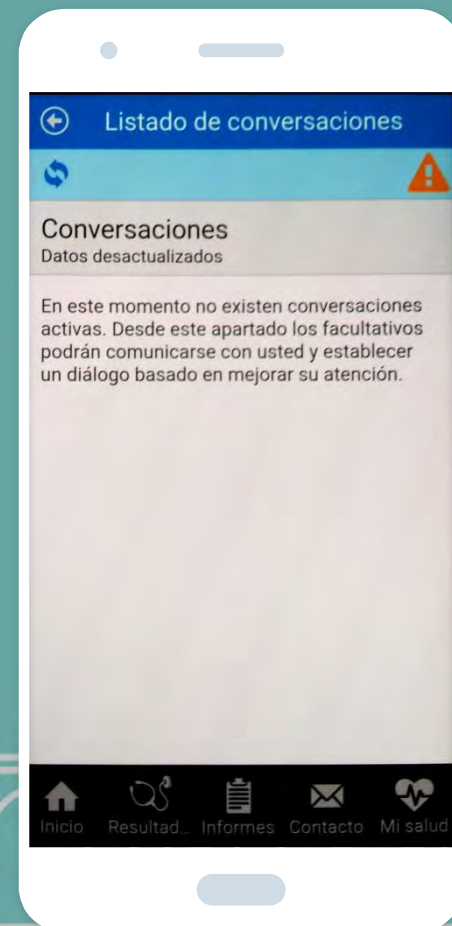 Listado de conversaciones
Conversaciones
Datos desactualizados
En este momento no existen conversaciones
activas. Desde este apartado los facultativos
podrán comunicarse con usted y establecer
un diálogo basado en mejorar su atención.
Inicio Resultad... Informes Contacto Mi salud